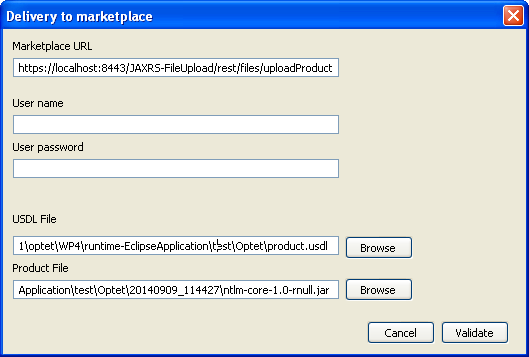 Delivery to marketplace
Marketplace URL
https://localhost:8443/JAXRS-FileUpload/rest/files/uploadProduct
User name
User password
USDL File
1\optet\WP4\runtime-EclipseApplication\test\Optet\product.usdl
Browse
Product File
Application\test\Optet\20140909_114427\ntlm-core-1.0-rnull.jar
Browse
Cancel
Validate